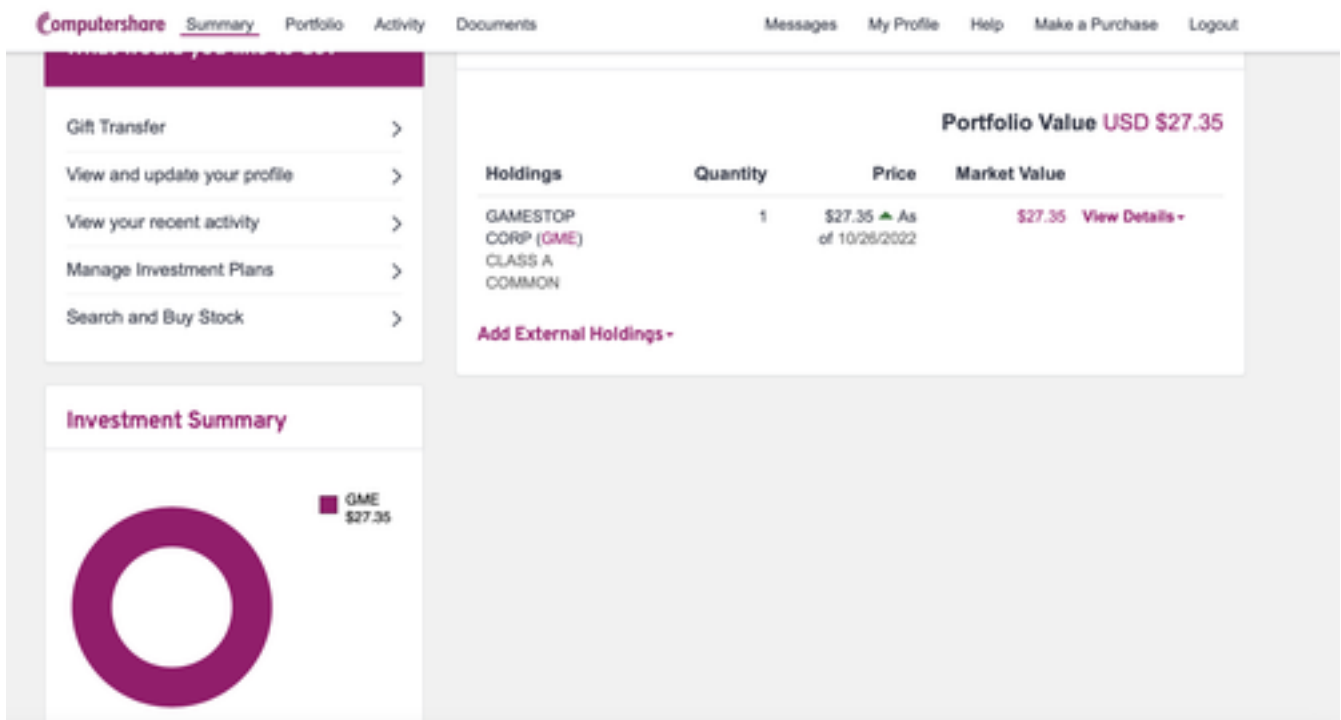 Computershare Summary Portfolio Activity Documents Messages My Profile Help Make a Purchase Logout
Gift Transfer
View and update your profile
View your recent activity
Manage Investment Plans
Search and Buy Stock
Portfolio Value USD $27.35
Holdings Quantity Price Market Value
GAMESTOP 1 $27.35 As $27.35 View Details
CORP (GME) of 10/26/2022
CLASS A
COMMON
Add External Holdings
Investment Summary
GME
$27.35